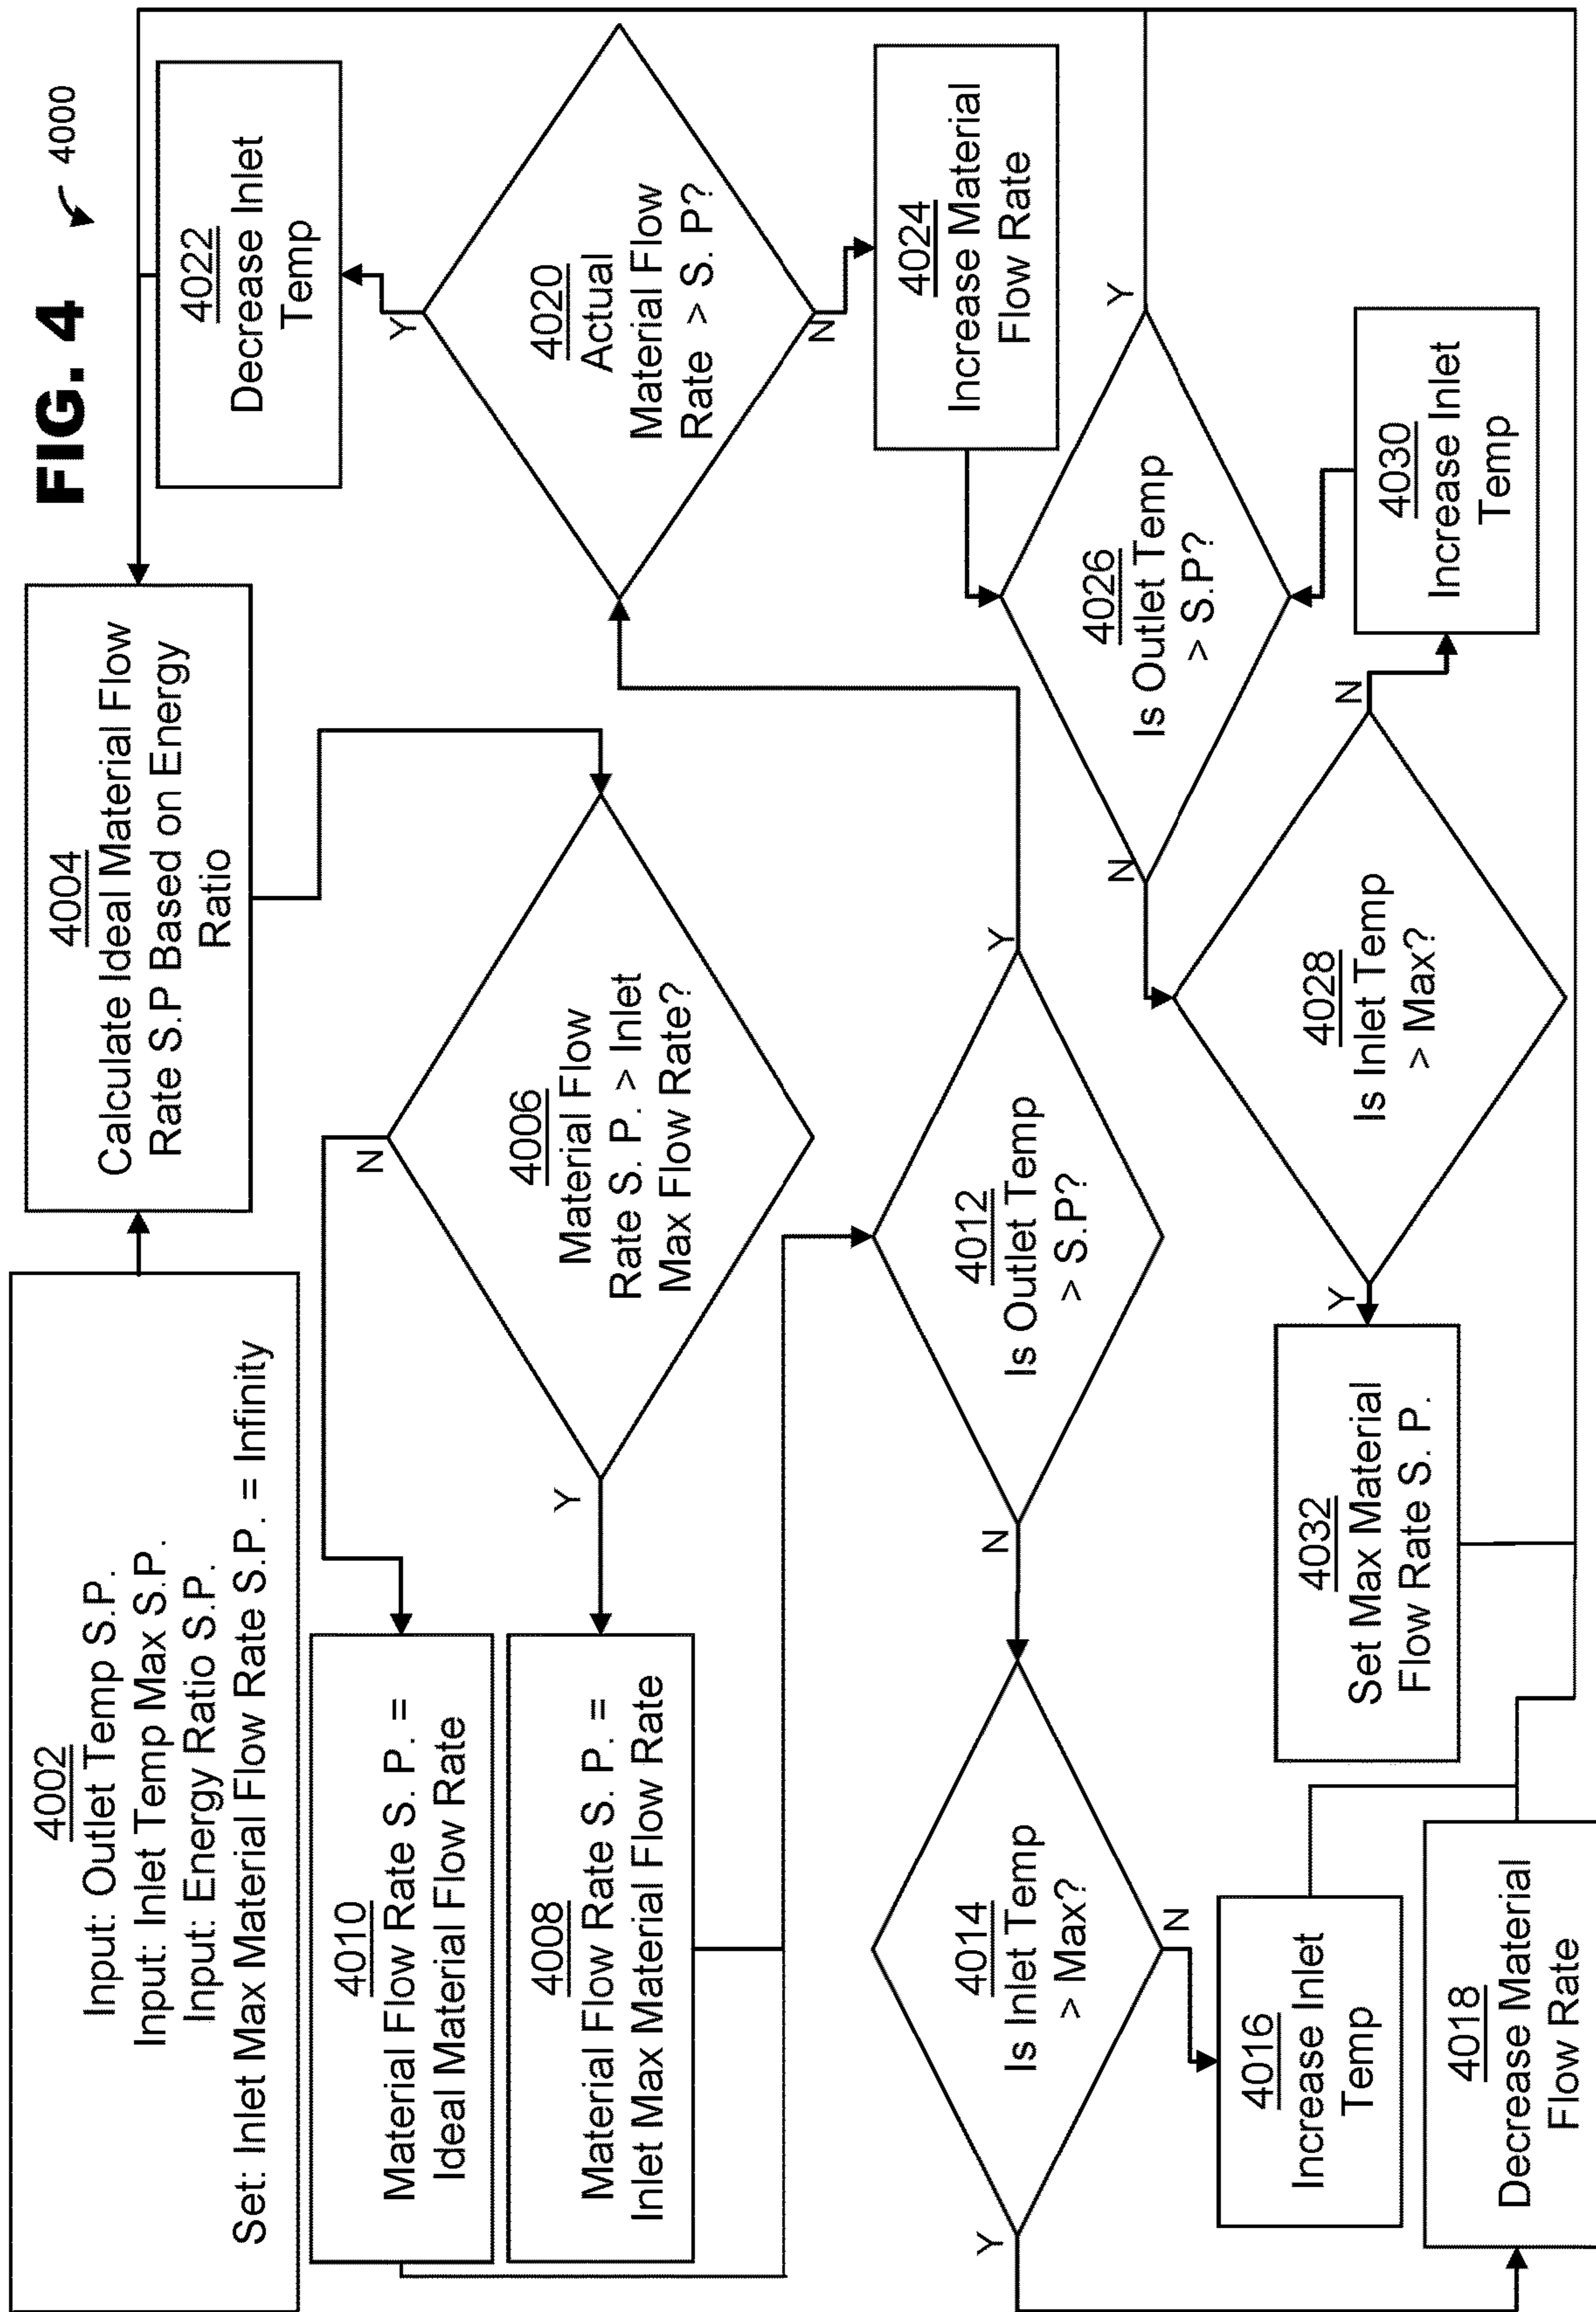 FIG. 4
4000
4002
Input: Outlet Temp S.P.
Input: Inlet Temp Max S.P.
Input: Energy Ratio S.P.
Set: Inlet Max Material Flow Rate S.P. = Infinity
4004
Calculate Ideal Material Flow
Rate S.P Based on Energy
Ratio
4006
Material Flow
Rate S. P. > Inlet
Max Flow Rate?
N
Y
4010
Material Flow Rate S. P. =
Ideal Material Flow Rate
4008
Material Flow Rate S. P. =
Inlet Max Material Flow Rate
4012
Is Outlet Temp
> S.P?
N
Y
4014
Is Inlet Temp
> Max?
Y
N
4016
Increase Inlet
Temp
4018
Decrease Material
Flow Rate
4020
Actual
Material Flow
Rate > S. P?
Y
N
4022
Decrease Inlet
Temp
4024
Increase Material
Flow Rate
4026
Is Outlet Temp
> S.P?
N
Y
4028
Is Inlet Temp
> Max?
Y
N
4030
Increase Inlet
Temp
4032
Set Max Material
Flow Rate S. P.